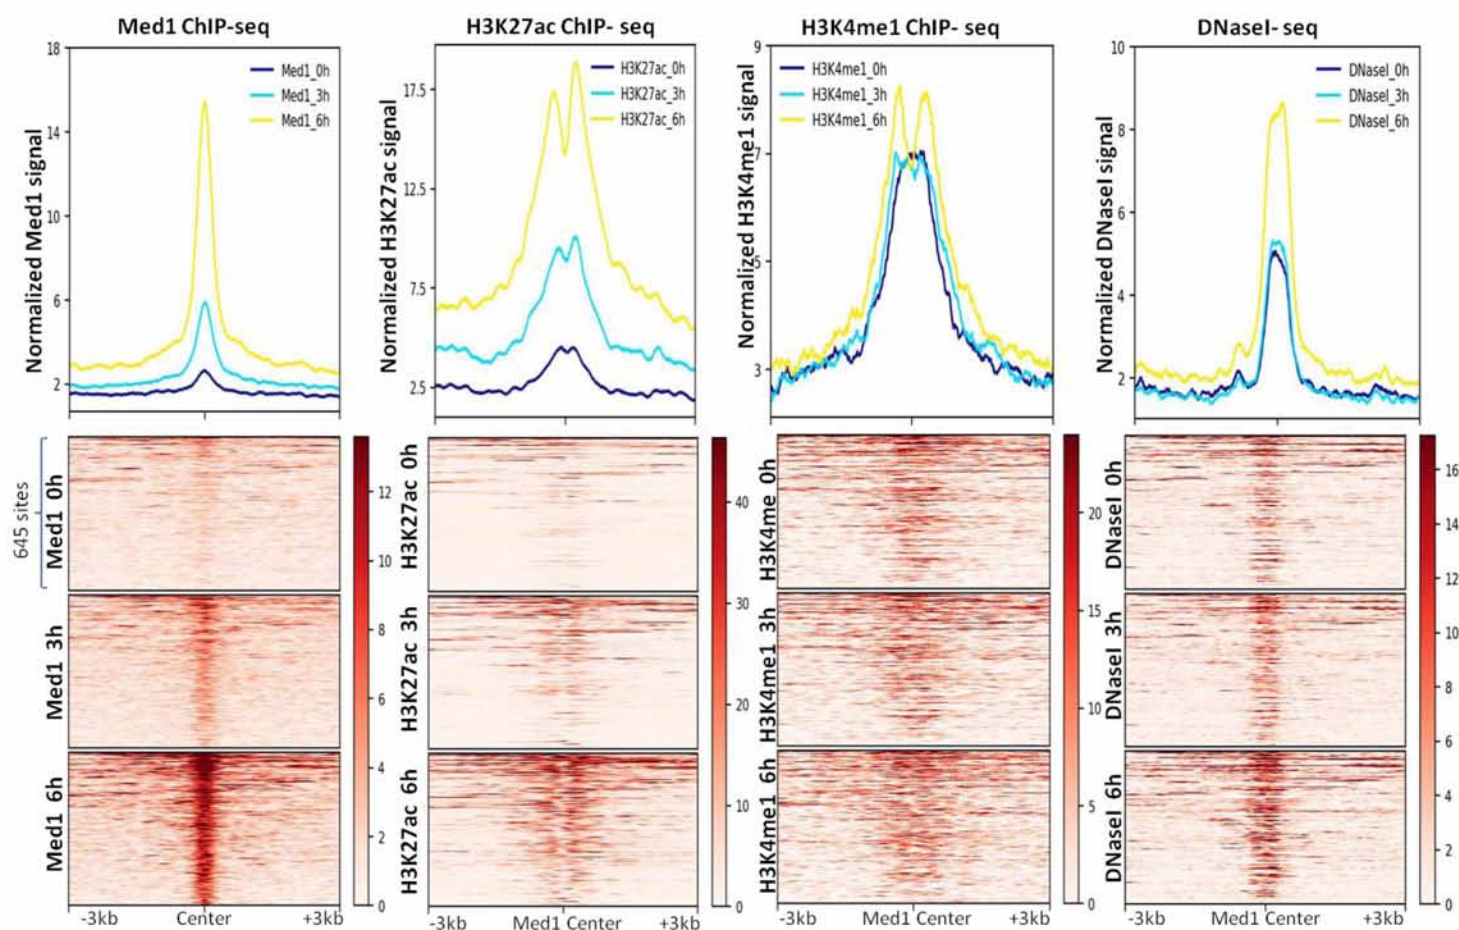 Med1 ChIP-seq
18
14
10
6
2
Normalized Med1 signal
Med1_0h
Med1_3h
Med1_6h
H3K27ac ChIP- seq
17.5
12.5
7.5
2.5
Normalized H3K27ac signal
H3K27ac_0h
H3K27ac_3h
H3K27ac_6h
H3K4me1 ChIP- seq
9
7
5
3
Normalized H3K4me1 signal
H3K4me1_0h
H3K4me1_3h
H3K4me1_6h
DNaseI- seq
10
8
6
4
2
Normalized DNaseI signal
DNaseI_0h
DNaseI_3h
DNaseI_6h
645 sites
Med1 0h
Med1 3h
Med1 6h
12
10
8
6
4
2
0
-3kb Center +3kb
H3K27ac 0h
H3K27ac 3h
H3K27ac 6h
40
30
20
10
0
-3kb Med1 Center +3kb
H3K4me 0h
H3K4me1 3h
H3K4me1 6h
20
15
10
5
0
-3kb Med1 Center +3kb
DNaseI 0h
DNaseI 3h
DNaseI 6h
16
14
12
10
8
6
4
2
0
-3kb Med1 Center +3kb